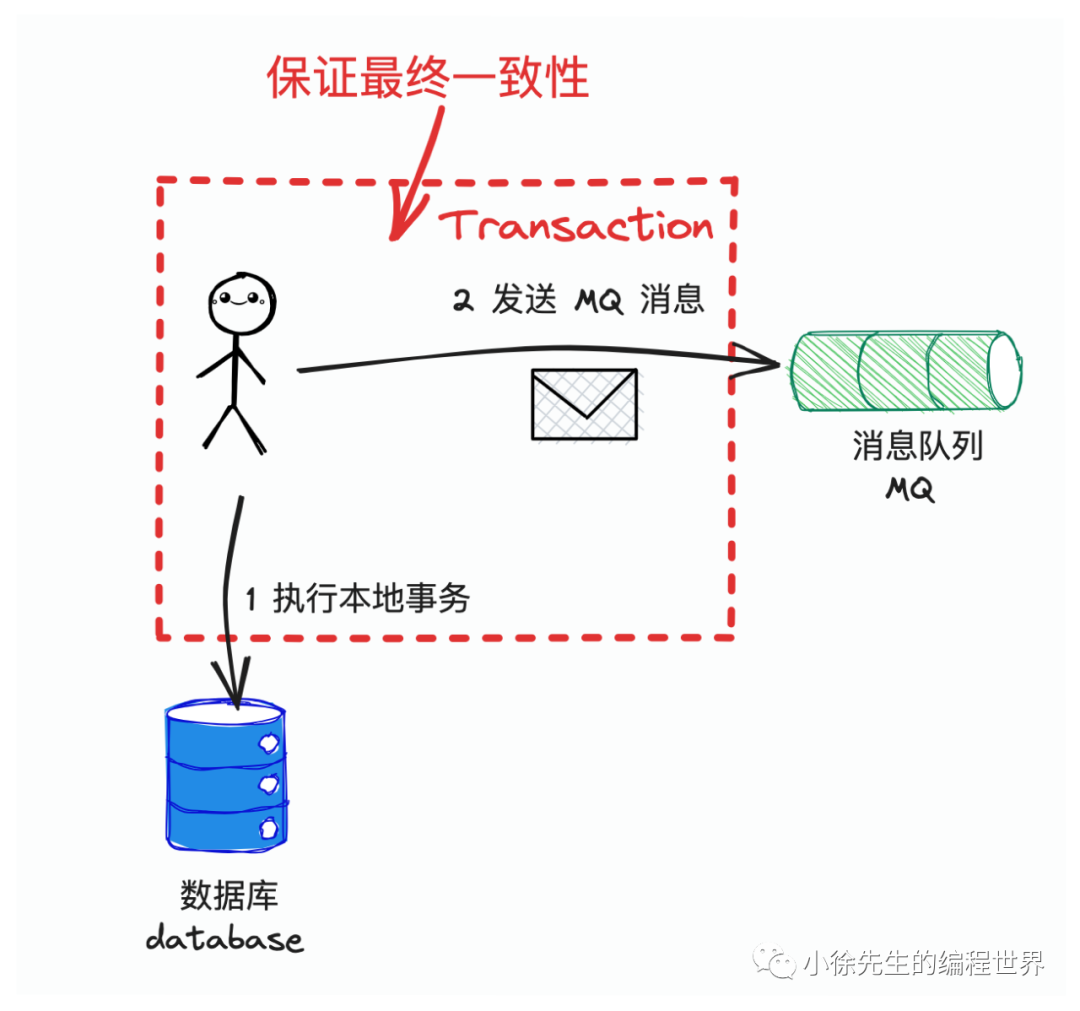 保证最终一致性
Transaction
2 发送 MQ 消息
消息队列
MQ
1 执行本地事务
数据库
database
小徐先生的编程世界